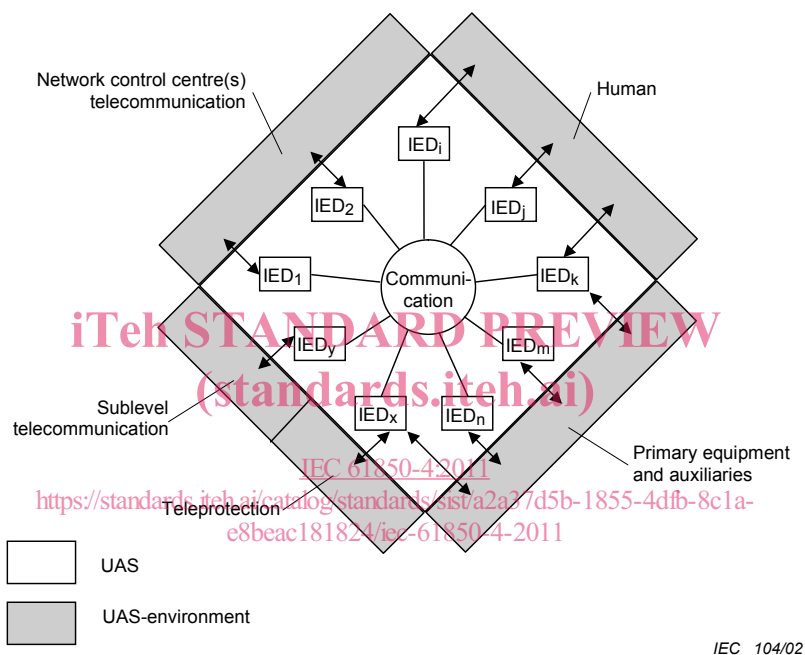 Network control centre(s)
telecommunication
Human
IEDi
IED2
IEDj
IED1
Communi-
cation
IEDk
iTeh STANDARD PREVIEW
IEDy
IEDm
(standards.iteh.ai)
Sublevel
telecommunication
IEDx
IEDn
Primary equipment
and auxiliaries
IEC 61850-4:2011
https://standards.iteh.ai/catalog/standards/sist/a2a37d5b-1855-4dfb-8c1a-
Teleprotection
e8beac181824/iec-61850-4-2011
UAS
UAS-environment
IEC 104/02